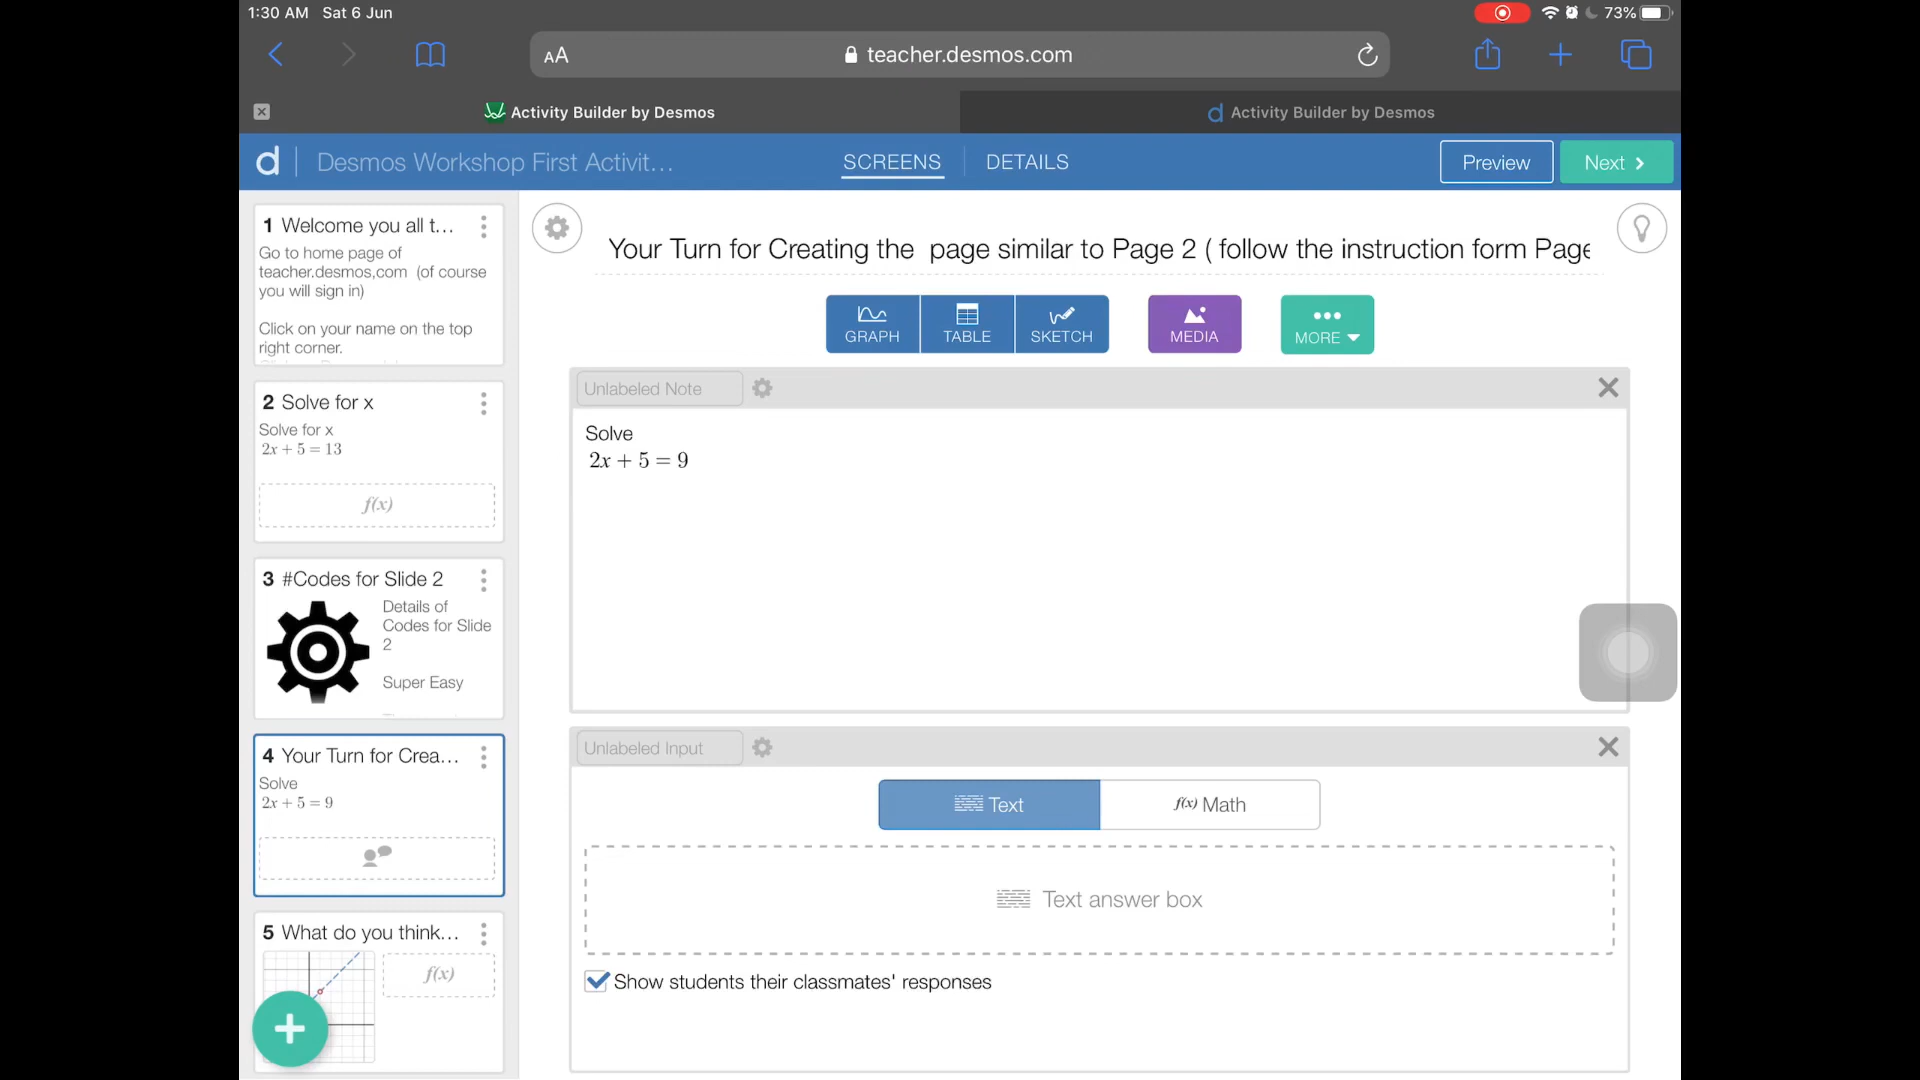 1:30 AM Sat 6 Jun
73%
AA
teacher.desmos.com
Activity Builder by Desmos
Activity Builder by Desmos
d
Desmos Workshop First Activit…
SCREENS
DETAILS
Preview
Next
1 Welcome you all t…
Go to home page of
teacher.desmos,com (of course
you will sign in)
Click on your name on the top
right corner.
2 Solve for x
Solve for x
2x + 5 = 13
f(x)
3 #Codes for Slide 2
Details of
Codes for Slide
2
Super Easy
4 Your Turn for Crea…
Solve
2x + 5 = 9
5 What do you think…
f(x)
Your Turn for Creating the page similar to Page 2 ( follow the instruction form Page
GRAPH
TABLE
SKETCH
MEDIA
MORE
Unlabeled Note
Solve
2x + 5 = 9
Unlabeled Input
Text
f(x) Math
Text answer box
Show students their classmates' responses